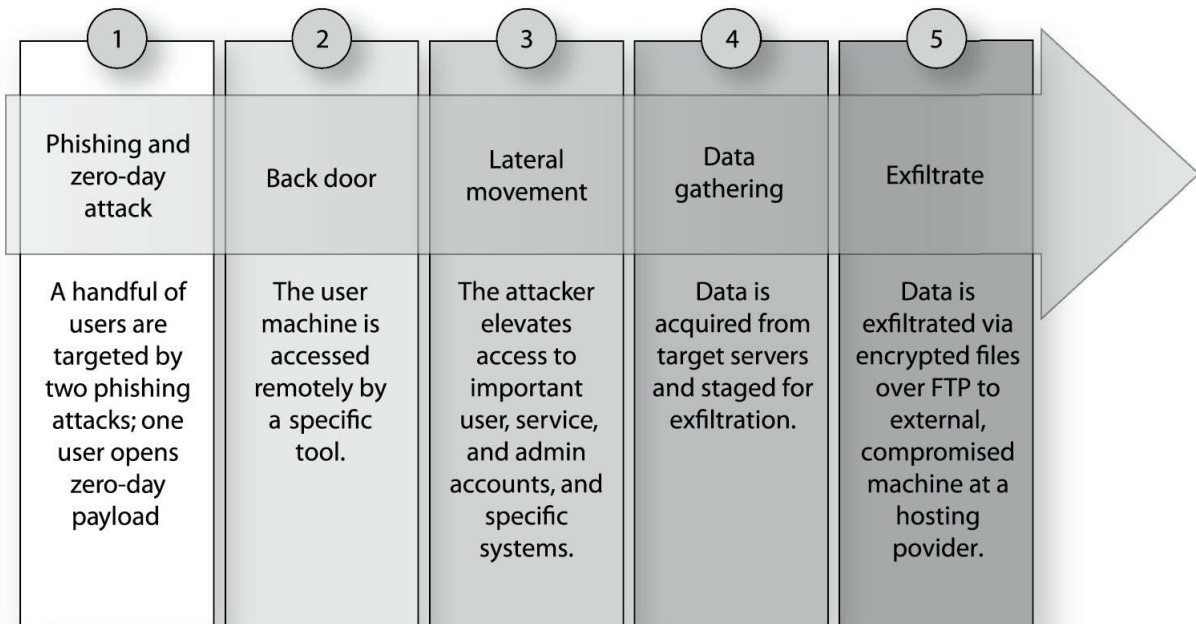 1
Phishing and
zero-day
attack
A handful of
users are
targeted by
two phishing
attacks; one
user opens
zero-day
payload
2
Back door
The user
machine is
accessed
remotely by
a specific
tool.
3
Lateral
movement
The attacker
elevates
access to
important
user, service,
and admin
accounts, and
specific
systems.
4
Data
gathering
Data is
acquired from
target servers
and staged for
exfiltration.
5
Exfiltrate
Data is
exfiltrated via
encrypted files
over FTP to
external,
compromised
machine at a
hosting
povider.